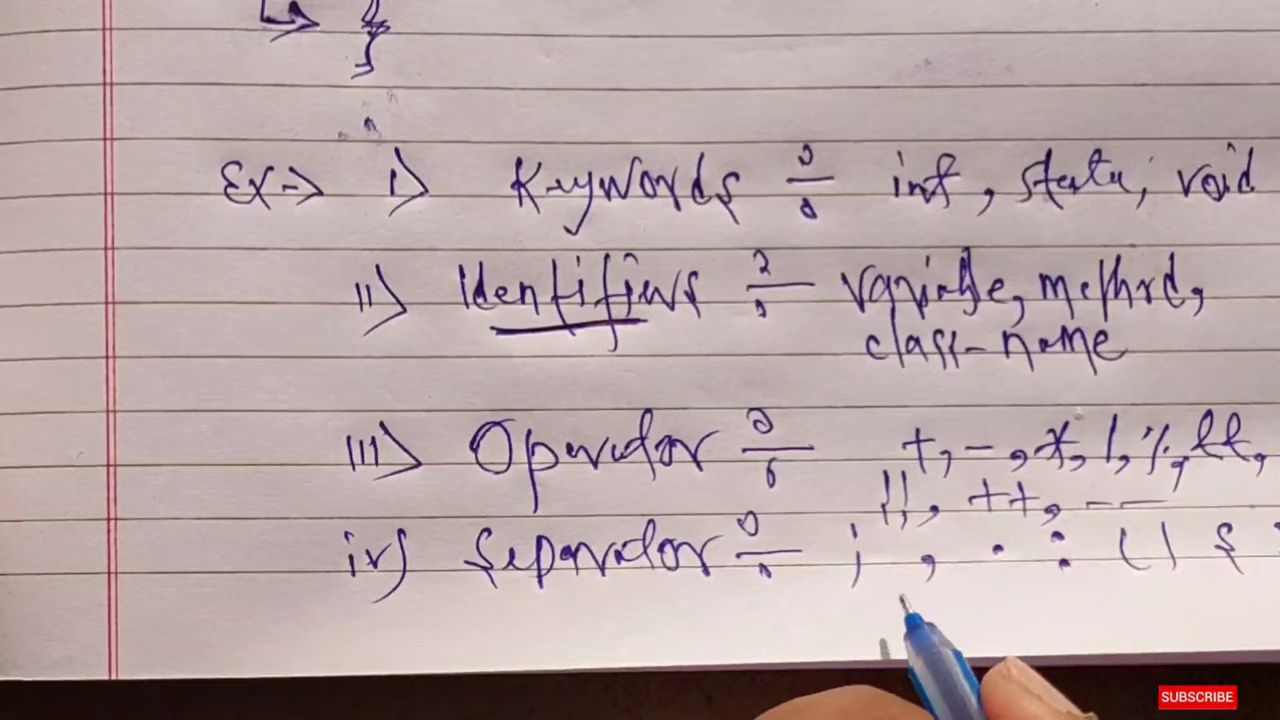 }
Ex-> i> Keywords :- int, static, void
ii> Identifiers :- variable, method,
class-name
iii> Operator :- +, -, *, /, %, &&,
||, ++, --
iv) Separator :- ; , . : ( ) {
SUBSCRIBE